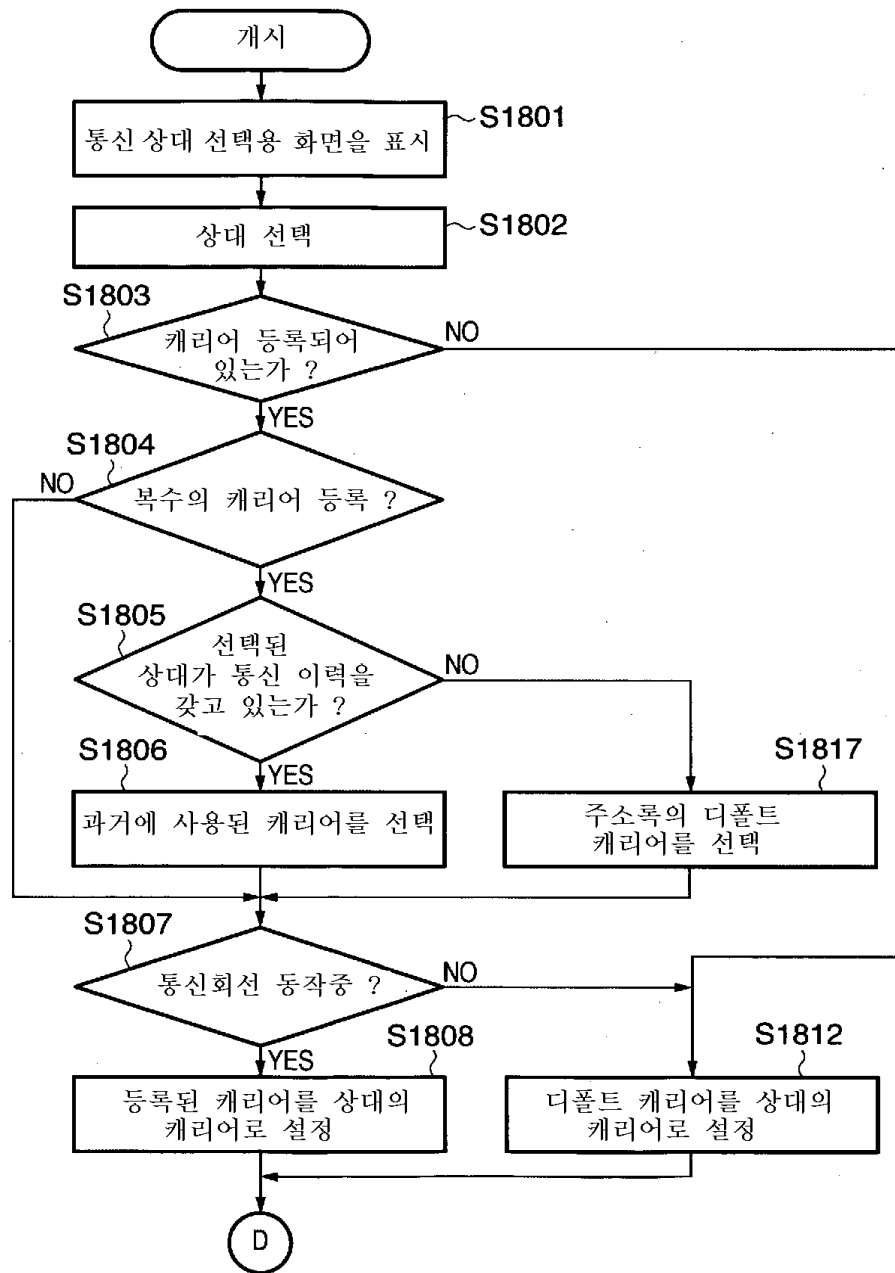 개시
통신 상대 선택용 화면을 표시
S1801
상대 선택
S1802
S1803
캐리어 등록되어
있는가 ?
NO
YES
S1804
NO
복수의 캐리어 등록 ?
YES
S1805
선택된
상대가 통신 이력을
갖고 있는가 ?
NO
YES
S1806
과거에 사용된 캐리어를 선택
S1817
주소록의 디폴트
캐리어를 선택
S1807
통신회선 동작중 ?
NO
YES
S1808
등록된 캐리어를 상대의
캐리어로 설정
S1812
디폴트 캐리어를 상대의
캐리어로 설정
D